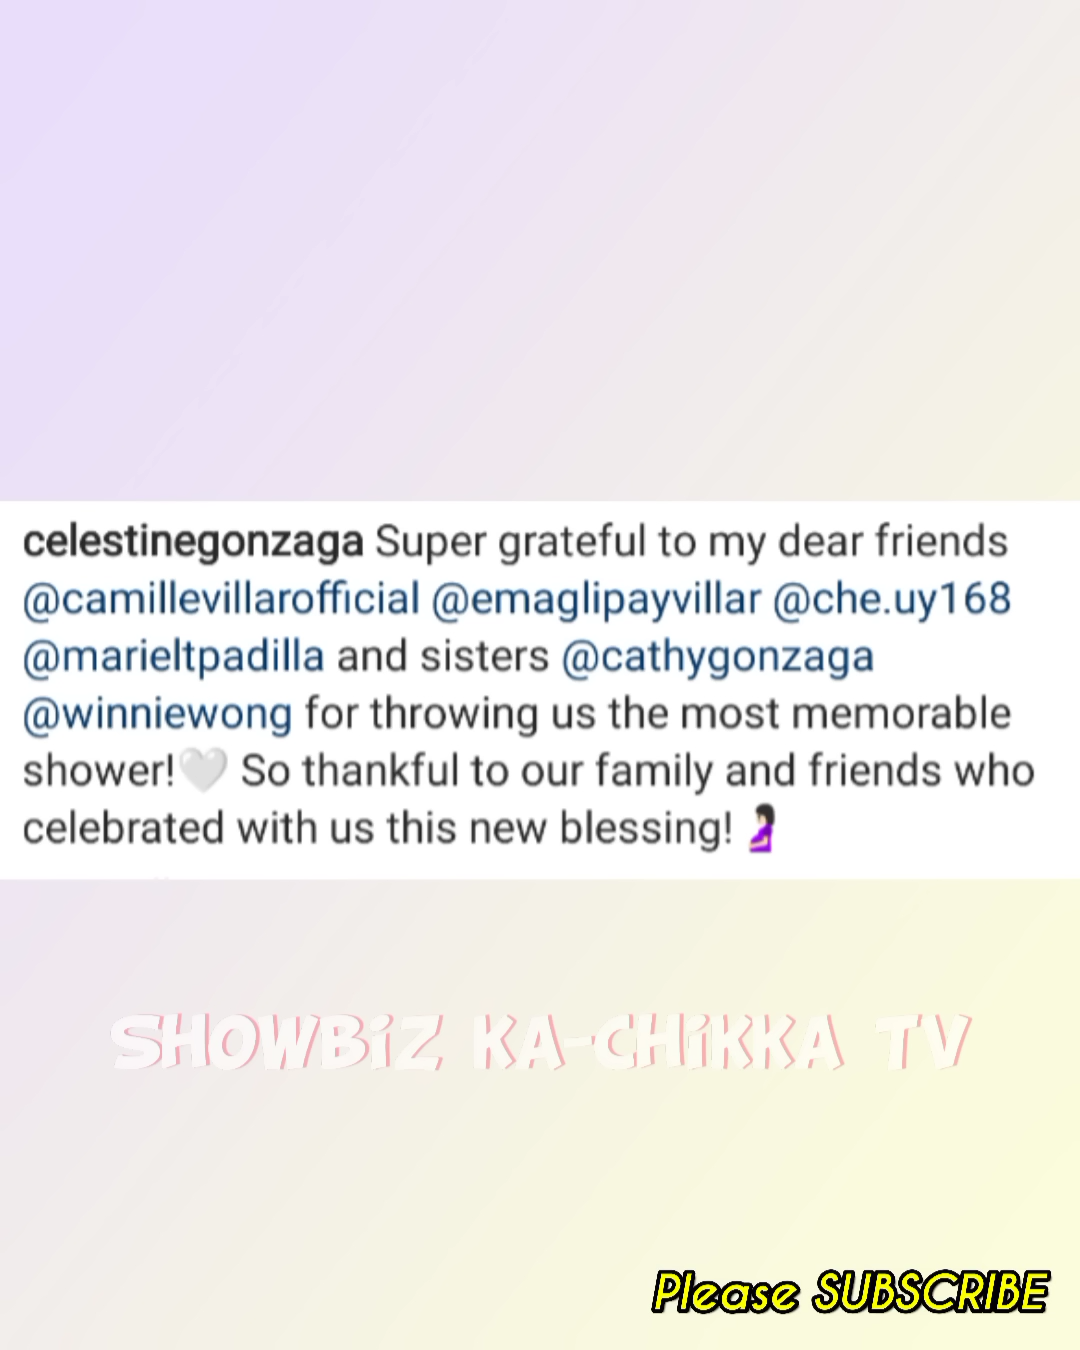 celestinegonzaga Super grateful to my dear friends
@camillevillarofficial @emaglipayvillar @che.uy168
@marieltpadilla and sisters @cathygonzaga
@winniewong for throwing us the most memorable
shower!🤍 So thankful to our family and friends who
celebrated with us this new blessing! 🤰🏻
SHOWBiZ KA-CHiKKA TV
Please SUBSCRIBE